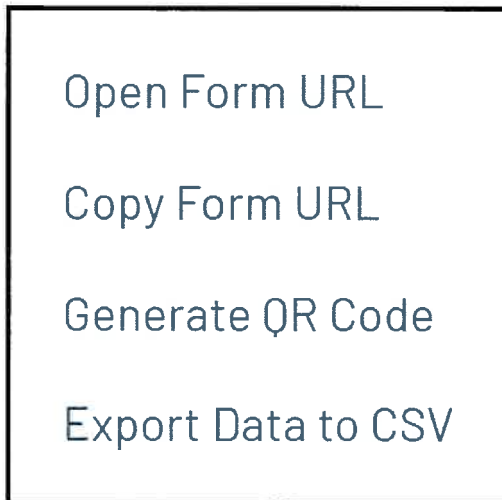 Open Form URL
Copy Form URL
Generate QR Code
Export Data to CSV